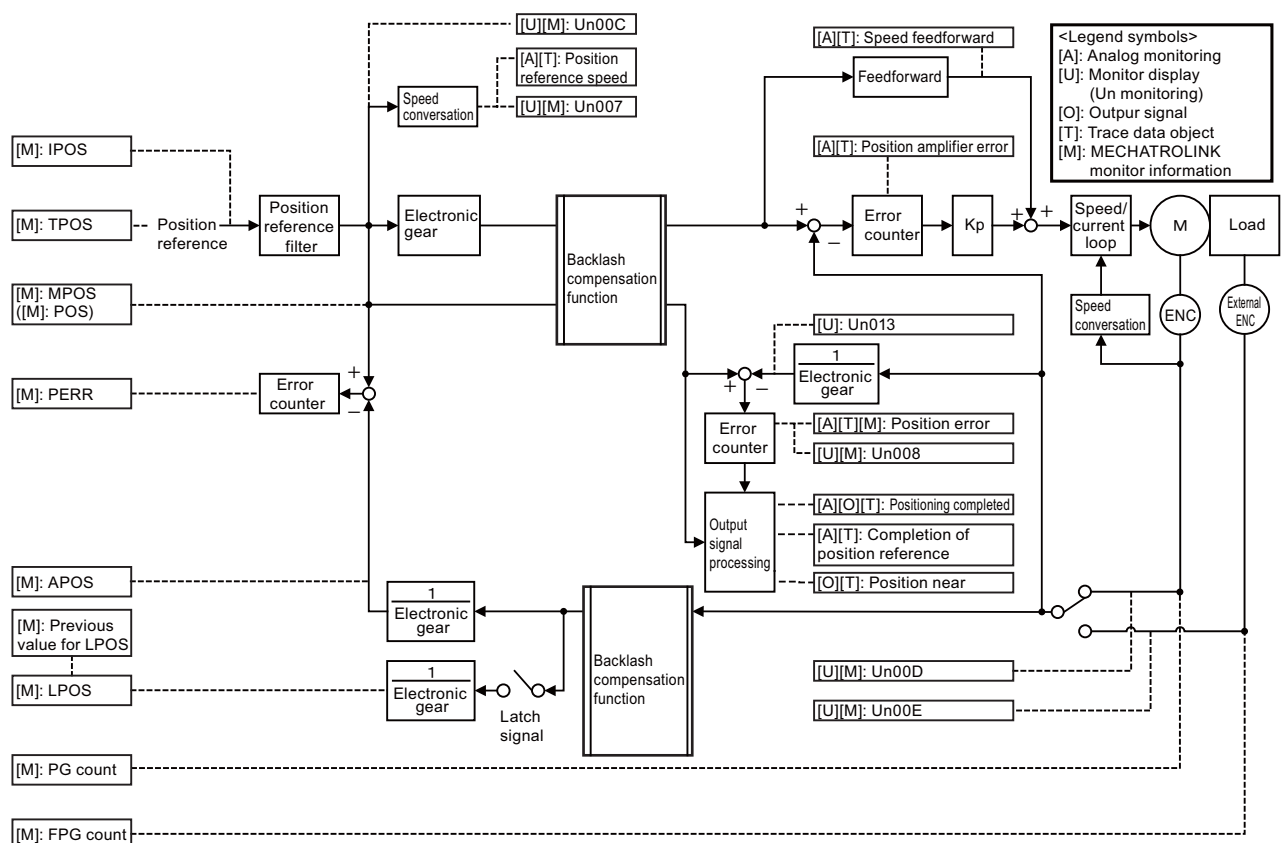 [U][M]: Un00C
[A][T]: Position
reference speed
[U][M]: Un007
Speed
conversation
[A][T]: Speed feedforward
Feedforward
[A][T]: Position amplifier error
<Legend symbols>
[A]: Analog monitoring
[U]: Monitor display
(Un monitoring)
[O]: Outpur signal
[T]: Trace data object
[M]: MECHATROLINK
monitor information
[M]: IPOS
[M]: TPOS
Position
reference
Position
reference
filter
Electronic
gear
Backlash
compensation
function
+
−
Error
counter
Kp
+
+
Speed/
current
loop
M
Load
[M]: MPOS
([M]: POS)
Speed
conversation
ENC
External
ENC
[U]: Un013
1
Electronic
gear
+
−
[M]: PERR
Error
counter
+
−
Error
counter
[A][T][M]: Position error
[U][M]: Un008
Output
signal
processing
[A][O][T]: Positioning completed
[A][T]: Completion of
position reference
[O][T]: Position near
[M]: APOS
1
Electronic
gear
[M]: Previous
value for LPOS
[M]: LPOS
1
Electronic
gear
Latch
signal
Backlash
compensation
function
[U][M]: Un00D
[U][M]: Un00E
[M]: PG count
[M]: FPG count